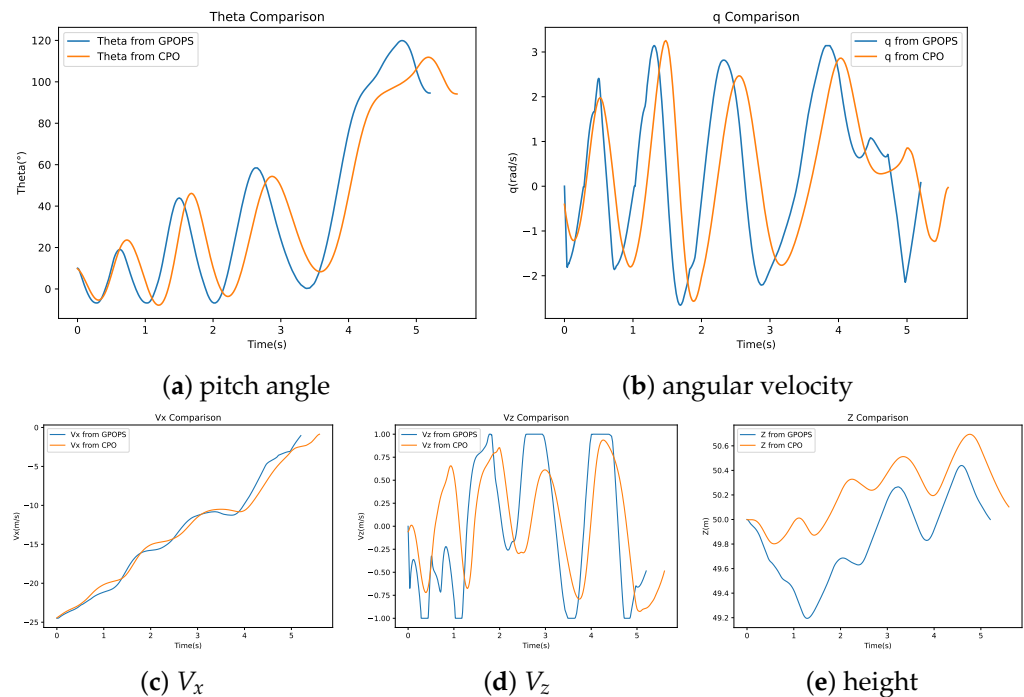 Theta Comparison
Theta from GPOPS
Theta from CPO
Theta(°)
120
100
80
60
40
20
0
0 1 2 3 4 5
Time(s)
(a) pitch angle
q Comparison
q from GPOPS
q from CPO
q(rad/s)
3
2
1
0
−1
−2
0 1 2 3 4 5
Time(s)
(b) angular velocity
Vx Comparison
Vx from GPOPS
Vx from CPO
Vx(m/s)
0
−5
−10
−15
−20
−25
0 1 2 3 4 5
Time(s)
(c) Vx
Vz Comparison
Vz from GPOPS
Vz from CPO
Vz(m/s)
1.00
0.75
0.50
0.25
0.00
−0.25
−0.50
−0.75
−1.00
0 1 2 3 4 5
Time(s)
(d) Vz
Z Comparison
Z from GPOPS
Z from CPO
Z(m)
50.6
50.4
50.2
50.0
49.8
49.6
49.4
49.2
0 1 2 3 4 5
Time(s)
(e) height